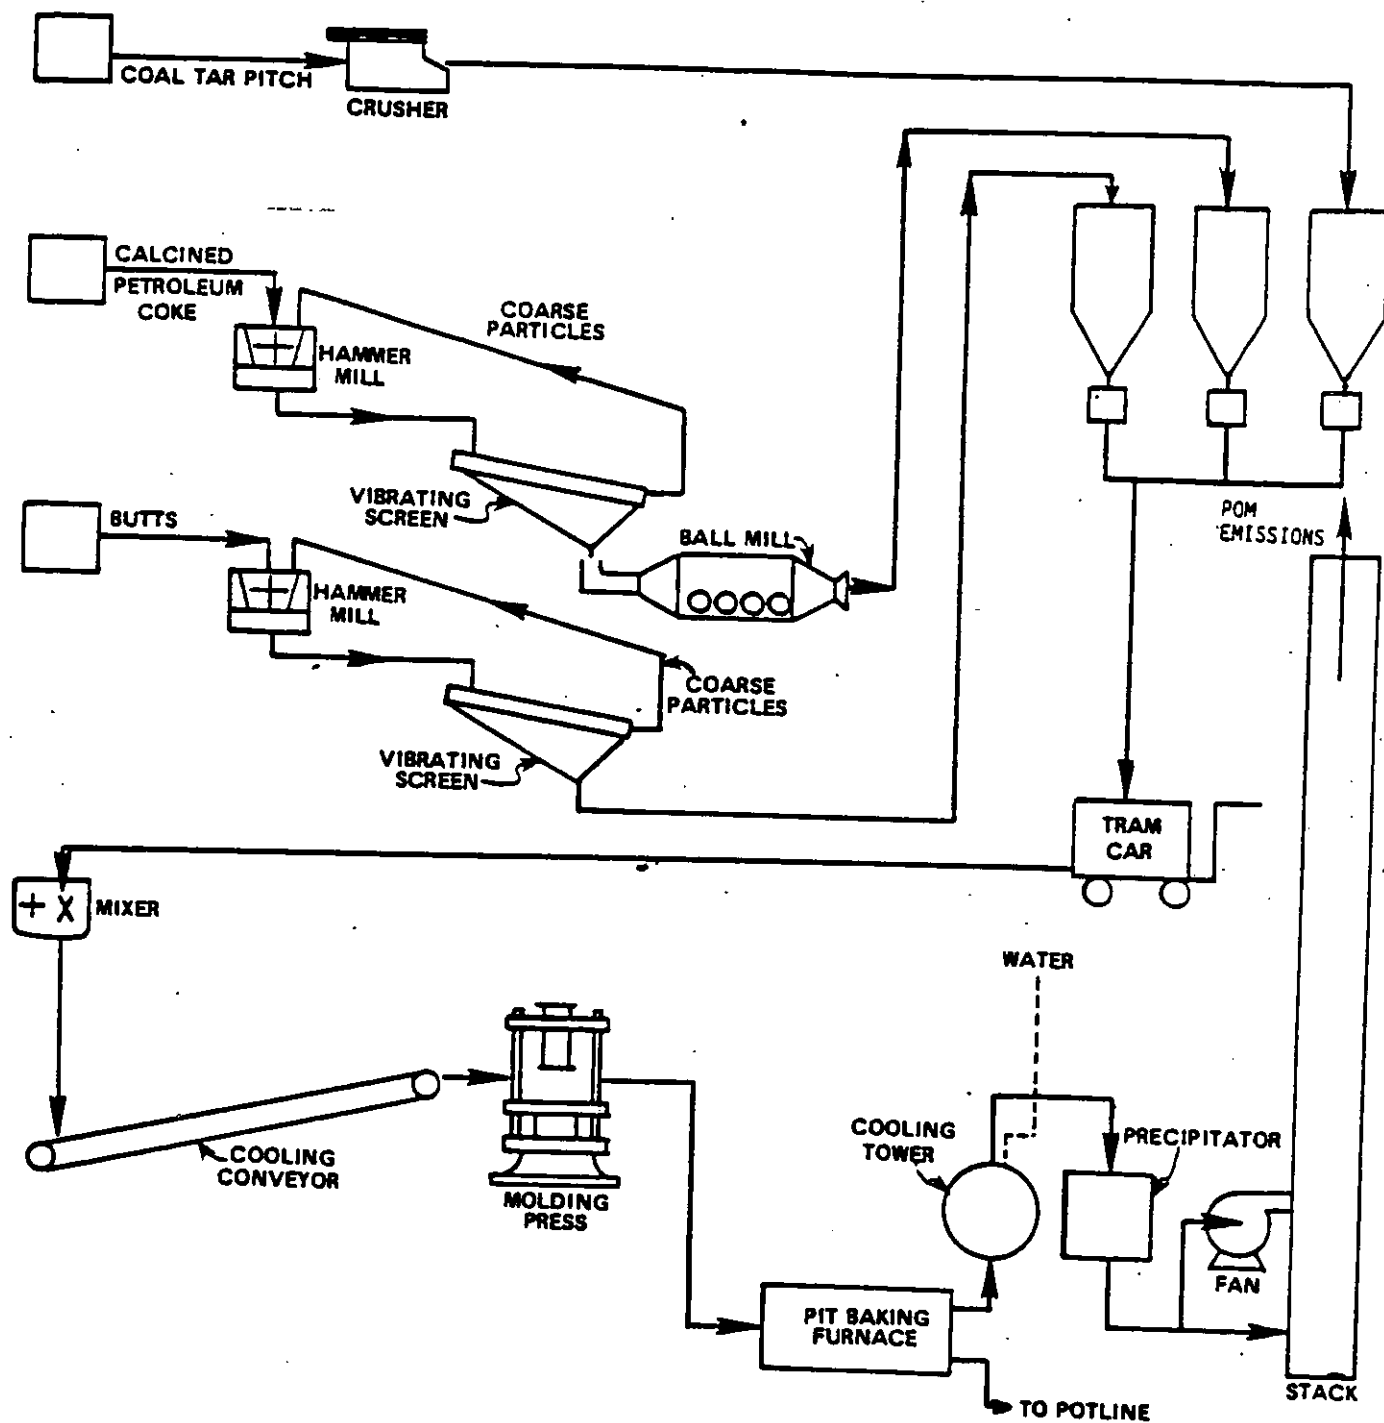 COAL TAR PITCH
CRUSHER
CALCINED
PETROLEUM
COKE
COARSE
PARTICLES
HAMMER
MILL
VIBRATING
SCREEN
BUTTS
BALL MILL
POM
EMISSIONS
HAMMER
MILL
COARSE
PARTICLES
VIBRATING
SCREEN
TRAM
CAR
MIXER
WATER
COOLING
TOWER
PRECIPITATOR
COOLING
CONVEYOR
MOLDING
PRESS
FAN
PIT BAKING
FURNACE
STACK
TO POTLINE